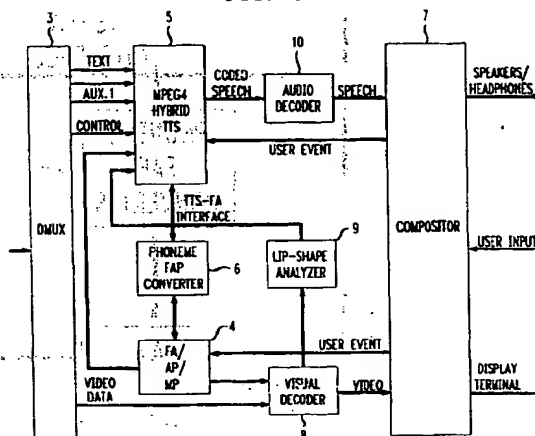 3
5
10
7
TEXT
AUX.1
CONTROL
MPEG4
HYBRID
TTS
CODED
SPEECH
AUDIO
DECODER
SPEECH
SPEAKERS/
HEADPHONES
USER EVENT
TTS-FA
INTERFACE
9
DMUX
PHONEME
FAP
CONVERTER
6
LIP-SHAPE
ANALYZER
COMPOSITOR
USER INPUT
4
FA/
AP/
MP
USER EVENT
DISPLAY
TERMINAL
VIDEO
DATA
VISUAL
DECODER
VIDEO
8